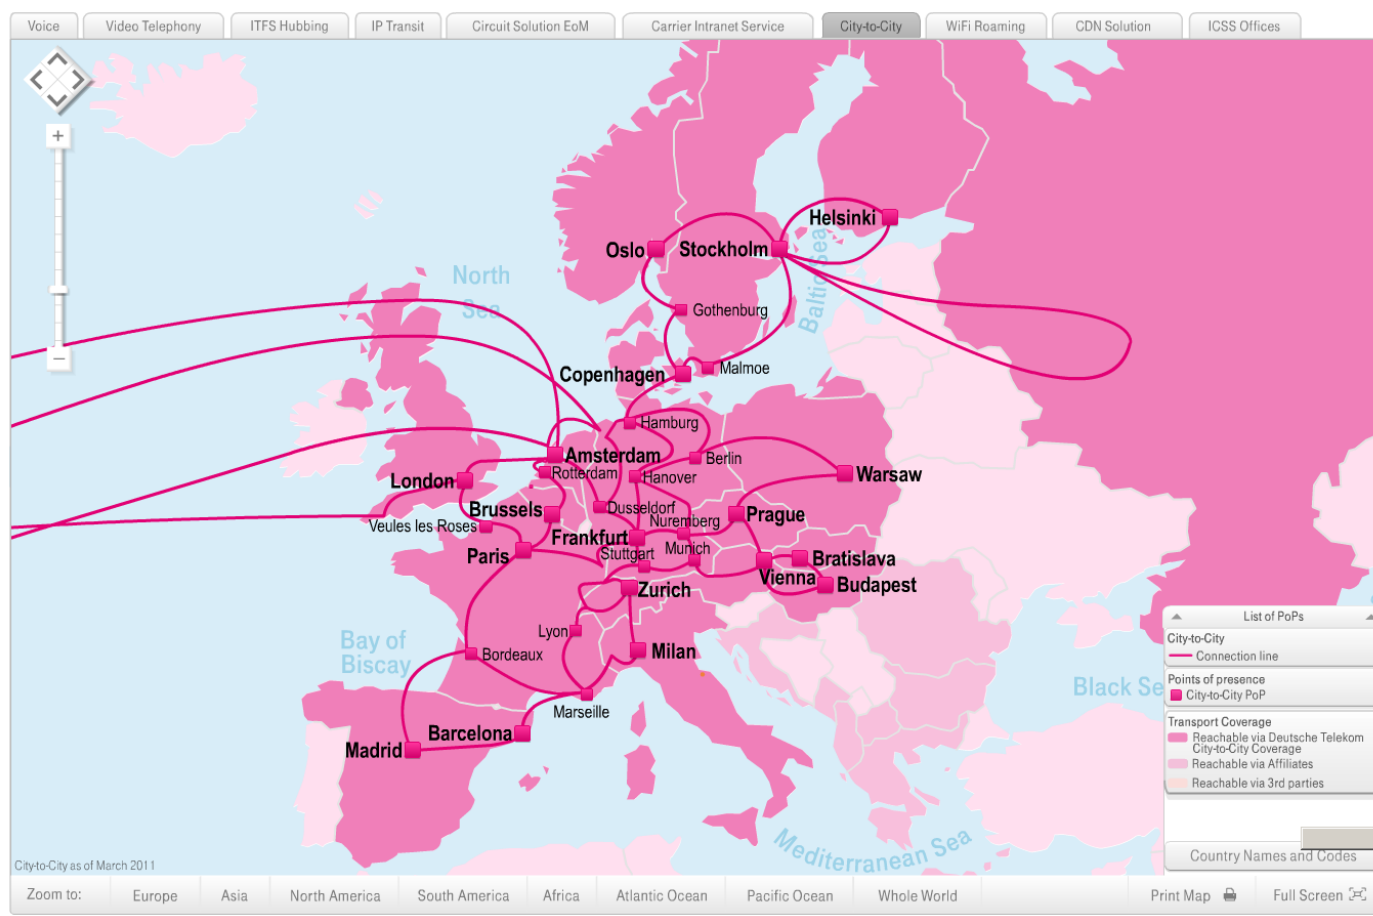 Voice
Video Telephony
ITFS Hubbing
IP Transit
Circuit Solution EoM
Carrier Intranet Service
City-to-City
WiFi Roaming
CDN Solution
ICSS Offices
Helsinki
Oslo
Stockholm
Baltic Sea
North
Sea
Gothenburg
Malmoe
Copenhagen
Hamburg
Amsterdam
Berlin
Rotterdam
Hanover
Warsaw
London
Brussels
Dusseldorf
Prague
Veules les Roses
Nuremberg
Frankfurt
Paris
Stuttgart
Munich
Bratislava
Vienna
Budapest
Zurich
Lyon
Bay of
Biscay
Bordeaux
Milan
Marseille
Barcelona
Madrid
Black Se
Mediterranean Sea
List of PoPs
City-to-City
Connection line
Points of presence
City-to-City PoP
Transport Coverage
Reachable via Deutsche Telekom
City-to-City Coverage
Reachable via Affiliates
Reachable via 3rd parties
Country Names and Codes
City-to-City as of March 2011
Zoom to:
Europe
Asia
North America
South America
Africa
Atlantic Ocean
Pacific Ocean
Whole World
Print Map
Full Screen